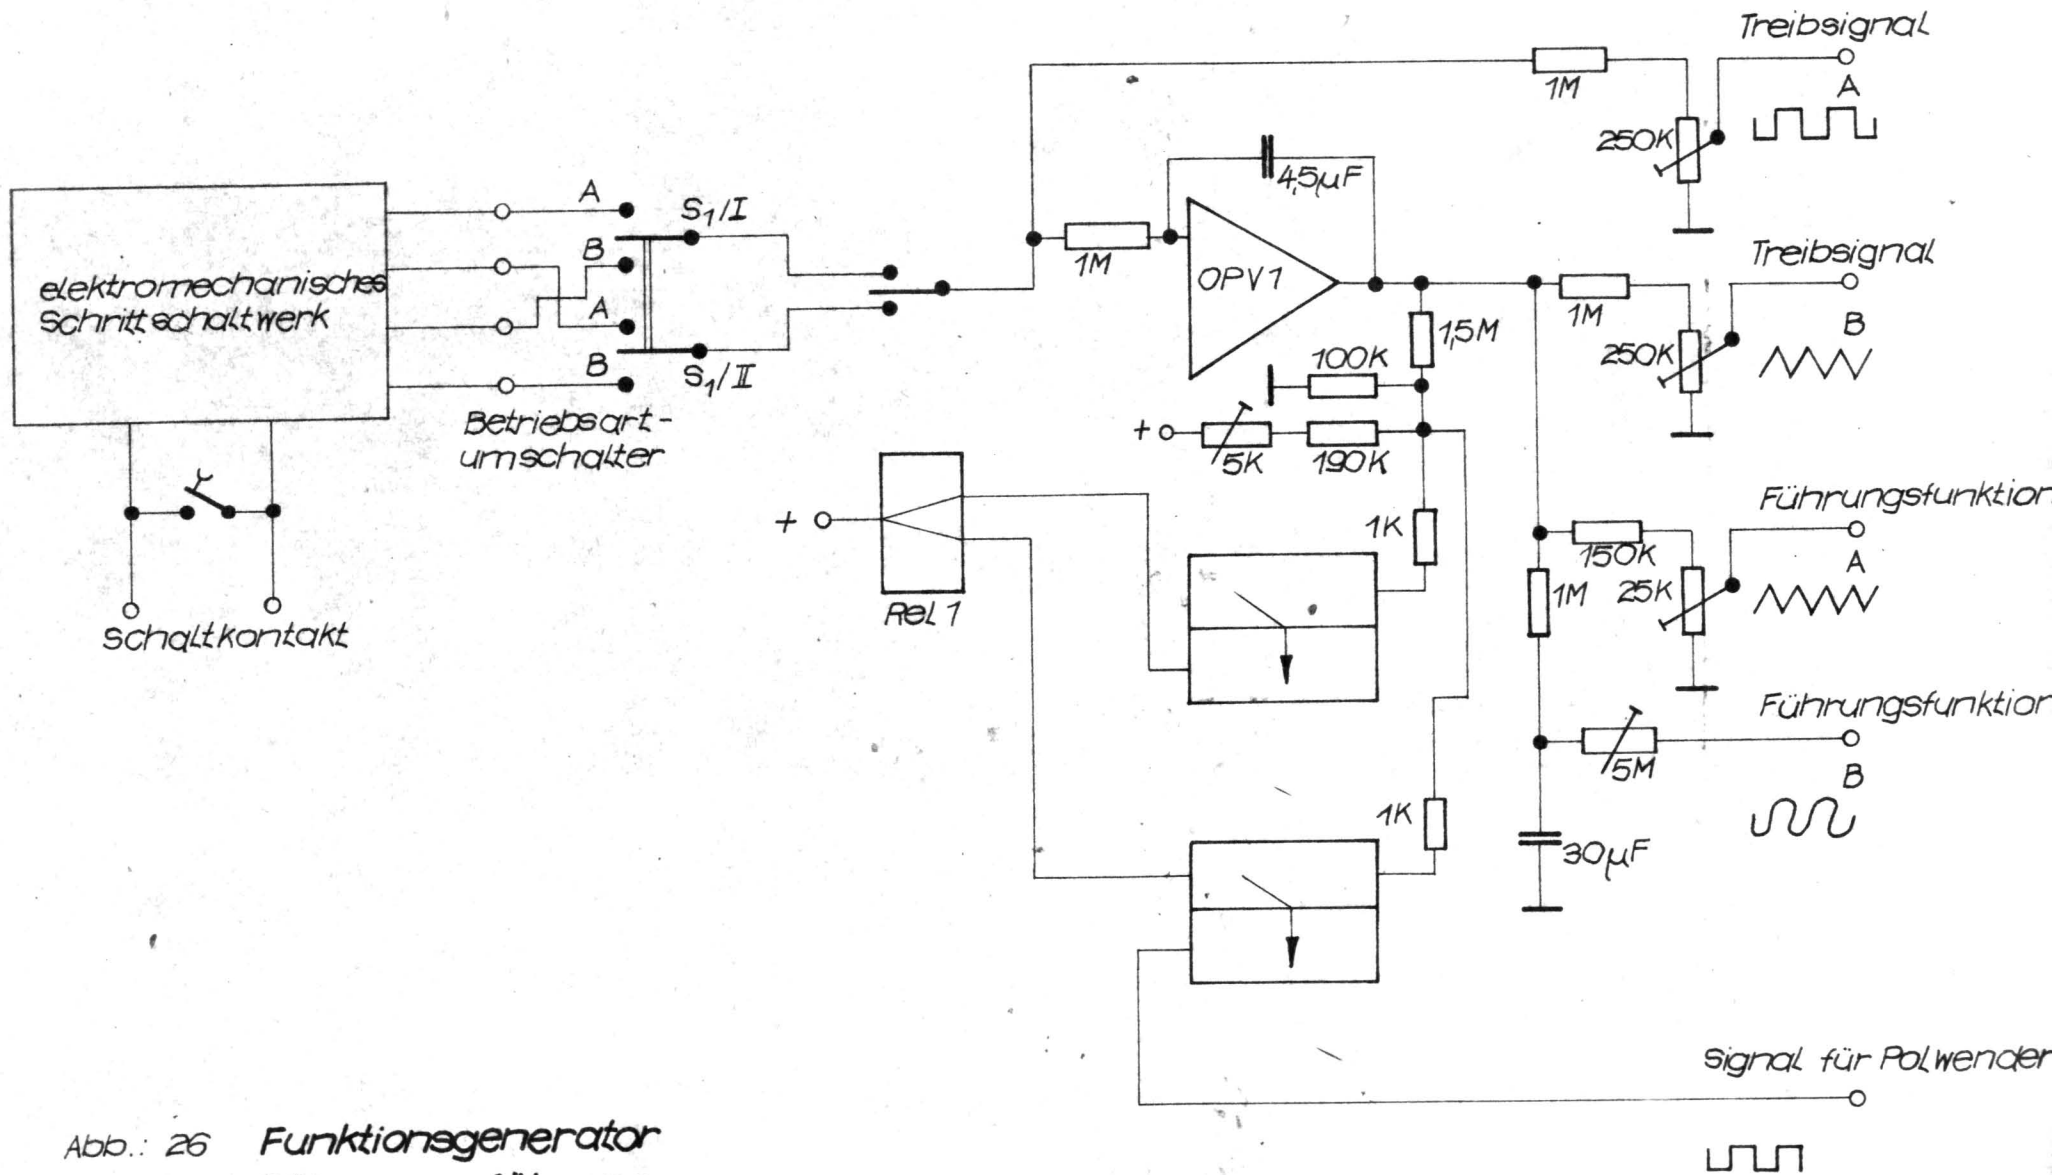 Treibsignal
A
1M
250K
4,5µF
A
S1/I
B
1M
OPV1
Treibsignal
B
1M
250K
elektromechanisches
Schrittschaltwerk
A
B
S1/II
Betriebsart-
umschalter
1,5M
100K
+
5K
190K
+
Rel 1
1K
Führungsfunktion
A
150K
1M
25K
Schaltkontakt
Führungsfunktion
B
5M
1K
30µF
Signal für Polwender
Abb.: 26 Funktionsgenerator